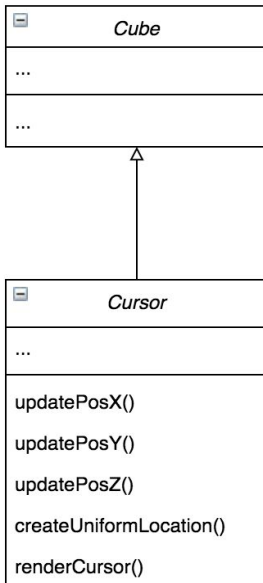 Cube
...
...
Cursor
...
updatePosX()
updatePosY()
updatePosZ()
createUniformLocation()
renderCursor()